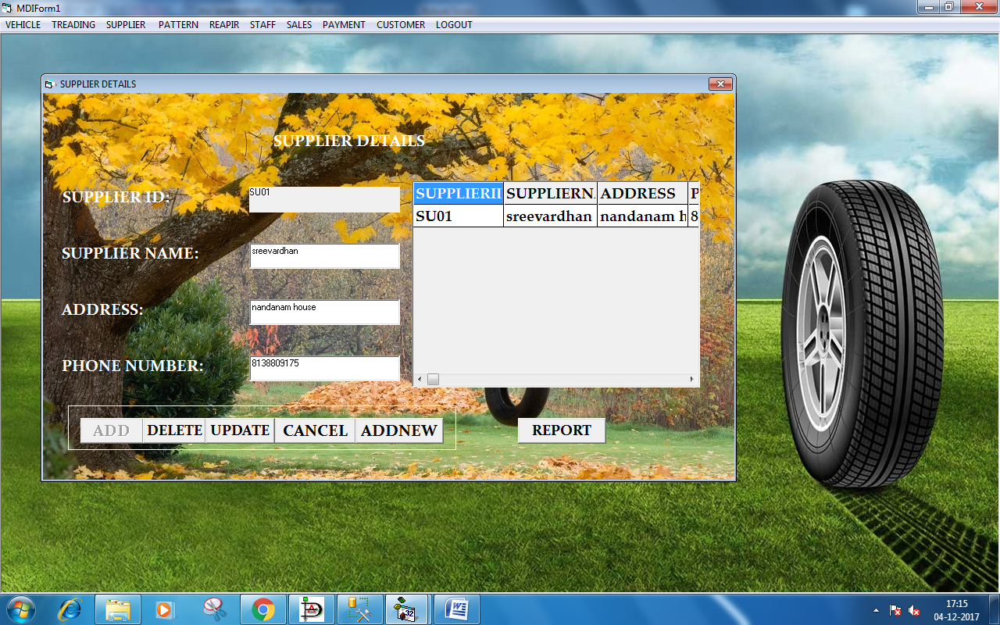 MDIForm1
VEHICLE TREADING SUPPLIER PATTERN REAPIR STAFF SALES PAYMENT CUSTOMER LOGOUT
SUPPLIER DETAILS
SUPPLIER DETAILS
SUPPLIER ID: SU01
SUPPLIERII SUPPLIERN. ADDRESS P
SU01 sreevardhan nandanam h 8
SUPPLIER NAME: sreevardhan
ADDRESS: nandanam house
PHONE NUMBER: 8138809175
ADD DELETE UPDATE CANCEL ADDNEW REPORT
32
17:15
04-12-2017